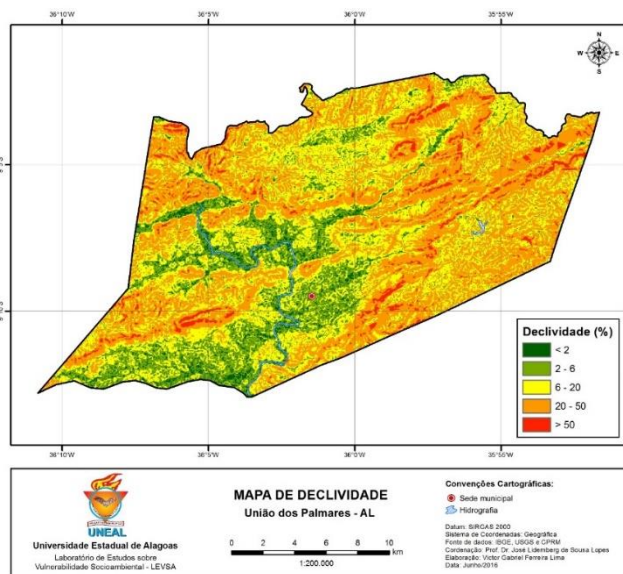 36°10'W 36°5'W 36°0'W 35°55'W
N
W E
S
Declividade (%)
< 2
2 - 6
6 - 20
20 - 50
> 50
36°10'W 36°5'W 36°0'W 35°55'W
UNEAL
Universidade Estadual de Alagoas
Laboratório de Estudos sobre
Vulnerabilidade Socioambiental - LEVSA
MAPA DE DECLIVIDADE
União dos Palmares - AL
0 2 4 6 8 10
km
1:200.000
Convenções Cartográficas:
Sede municipal
Hidrografia
Datum: SIRGAS 2000
Sistema de Coordenadas: Geográfica
Fonte de dados: IBGE, USGS e CPRM
Cordenação: Prof. Dr. José Lidemberg de Sousa Lopes
Elaboração: Victor Gabriel Ferreira Lima
Data: Junho/2016